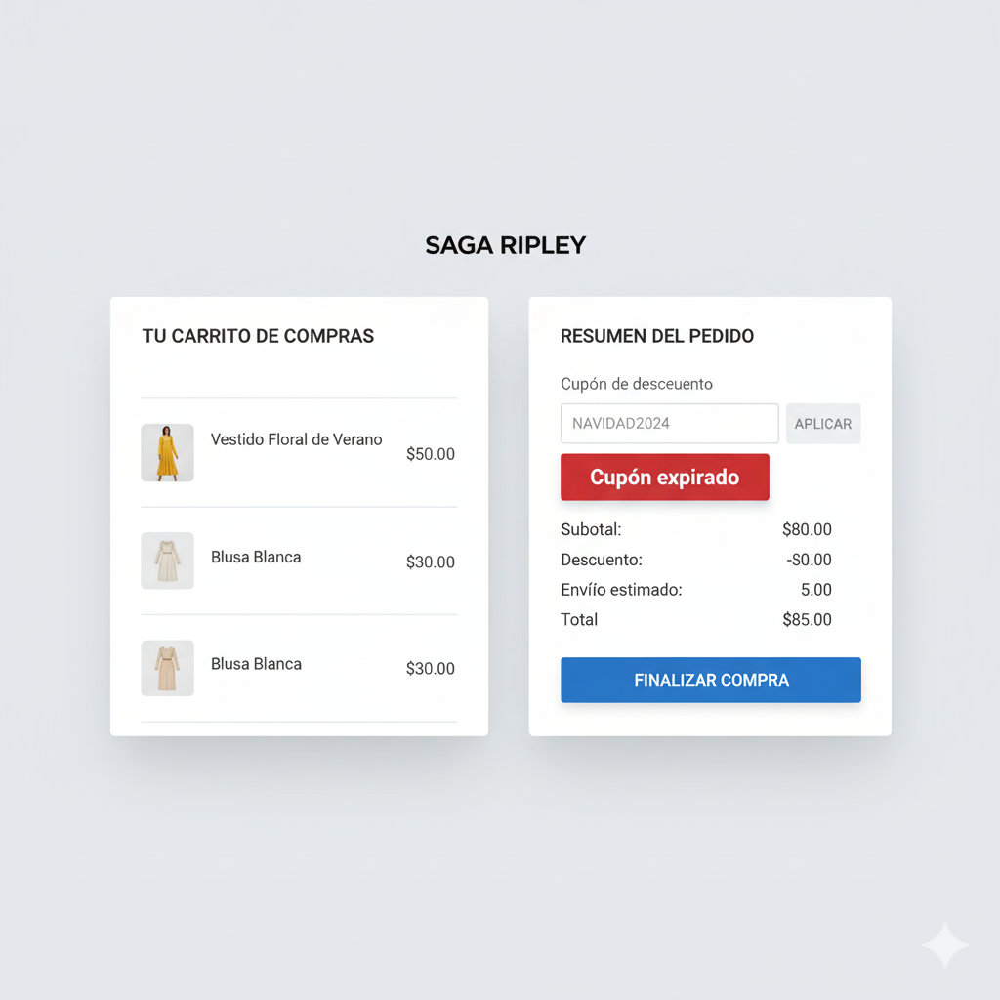 SAGA RIPLEY
TU CARRITO DE COMPRAS
Vestido Floral de Verano
$50.00
Blusa Blanca
$30.00
Blusa Blanca
$30.00
RESUMEN DEL PEDIDO
Cupón de desceuento
NAVIDAD2024
APLICAR
Cupón expirado
Subotal: $80.00
Descuento: -S0.00
Envíío estimado: 5.00
Total $85.00
FINALIZAR COMPRA